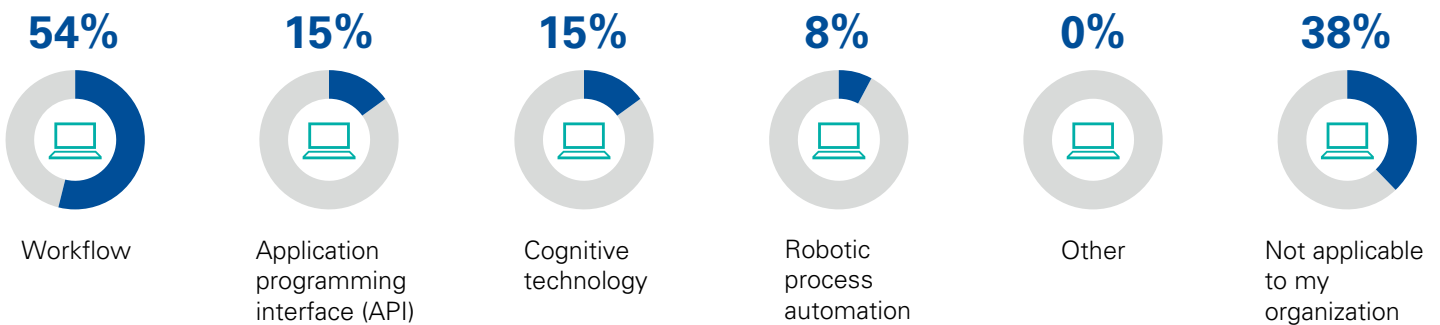 54%
15%
15%
8%
0%
38%
Workflow
Application
programming
interface (API)
Cognitive
technology
Robotic
process
automation
Other
Not applicable
to my
organization